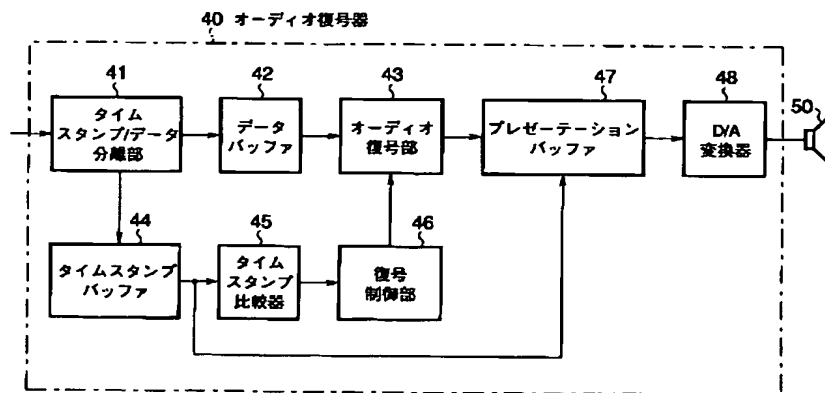 40 オーディオ復号器
41
タイム
スタンプ/データ
分離部
42
データ
バッファ
43
オーディオ
復号部
47
プレゼーテーション
バッファ
48
D/A
変換器
50
44
タイムスタンプ
バッファ
45
タイム
スタンプ
比較器
46
復号
制御部